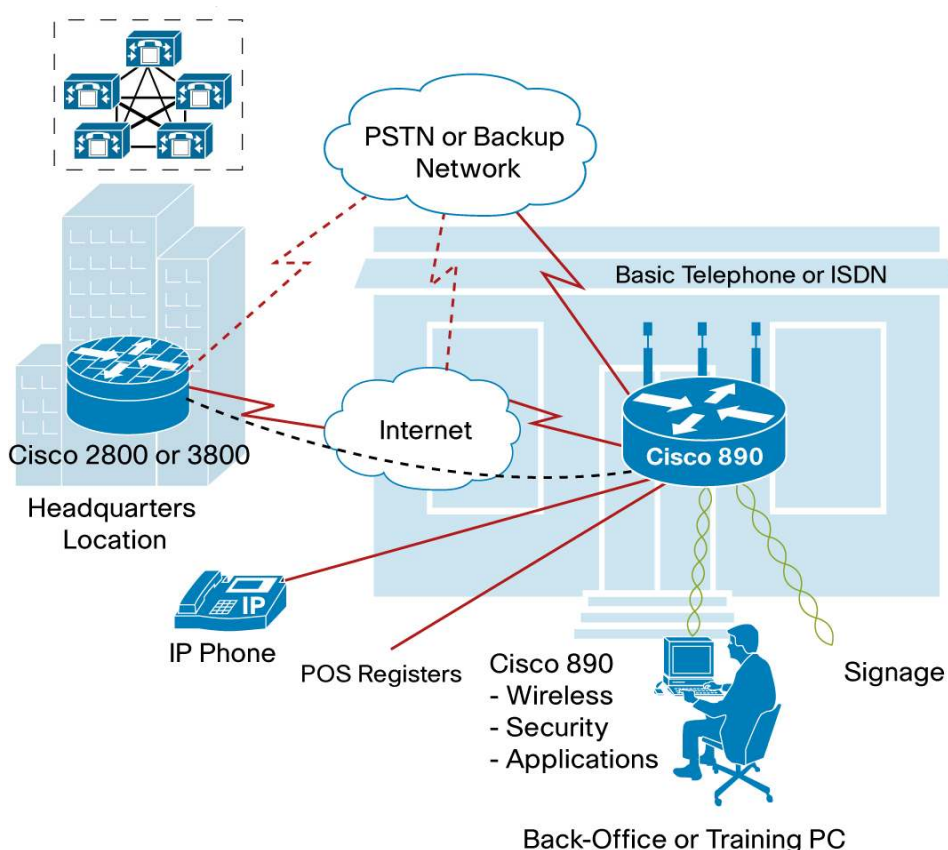 PSTN or Backup
Network
Basic Telephone or ISDN
Internet
Cisco 2800 or 3800
Cisco 890
Headquarters
Location
IP
IP Phone
POS Registers
Cisco 890
- Wireless
- Security
- Applications
Signage
Back-Office or Training PC